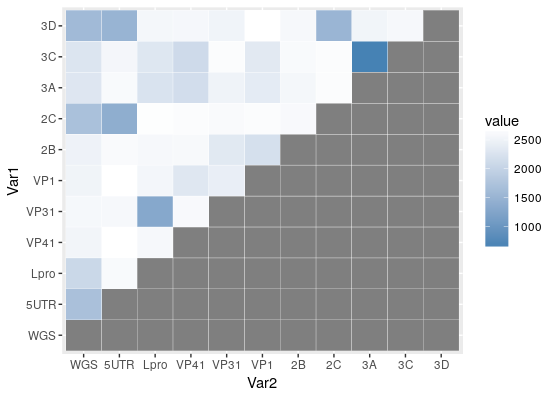 3D
3C
3A
2C
2B
VP1
VP31
VP41
Lpro
5UTR
WGS
Var1
WGS 5UTR Lpro VP41 VP31 VP1 2B 2C 3A 3C 3D
Var2
value
2500
2000
1500
1000